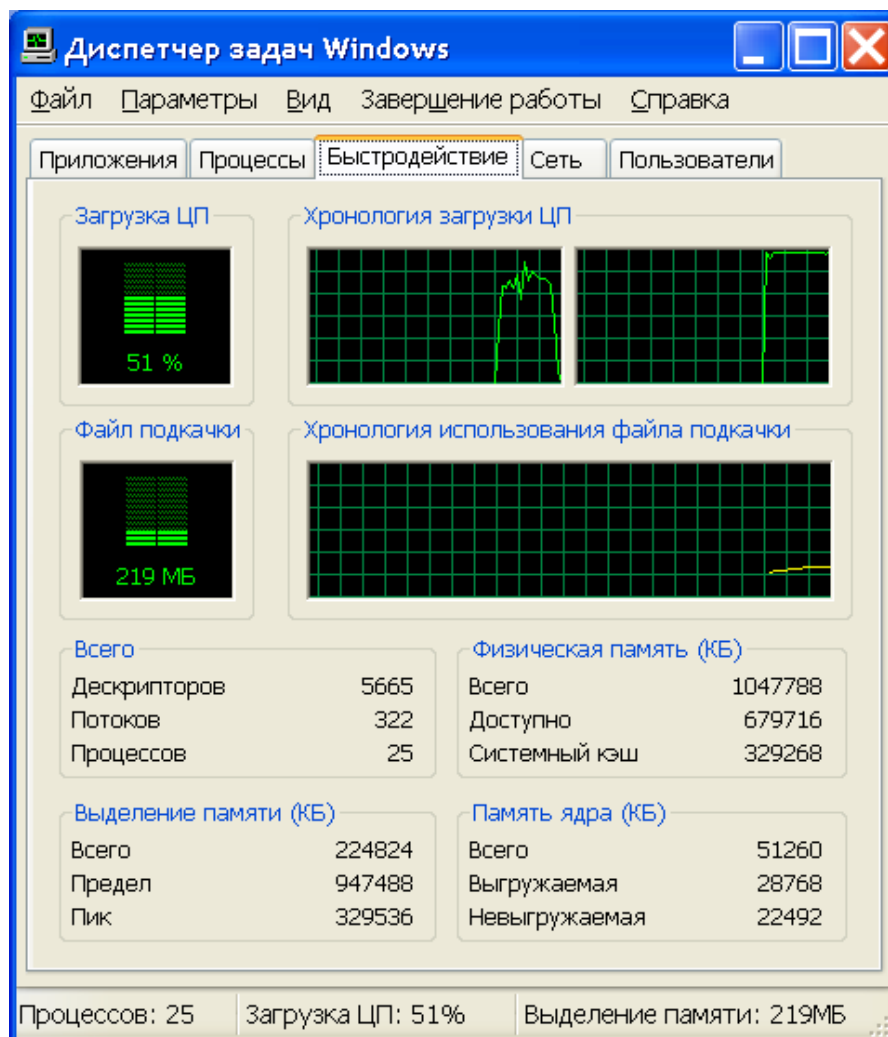 Диспетчер задач Windows
Файл Параметры Вид Завершение работы Справка
Приложения Процессы Быстродействие Сеть Пользователи
Загрузка ЦП
51 %
Хронология загрузки ЦП
Файл подкачки
219 МБ
Хронология использования файла подкачки
Всего
Дескрипторов 5665
Потоков 322
Процессов 25
Физическая память (КБ)
Всего 1047788
Доступно 679716
Системный кэш 329268
Выделение памяти (КБ)
Всего 224824
Предел 947488
Пик 329536
Память ядра (КБ)
Всего 51260
Выгружаемая 28768
Невыгружаемая 22492
Процессов: 25 Загрузка ЦП: 51% Выделение памяти: 219МБ